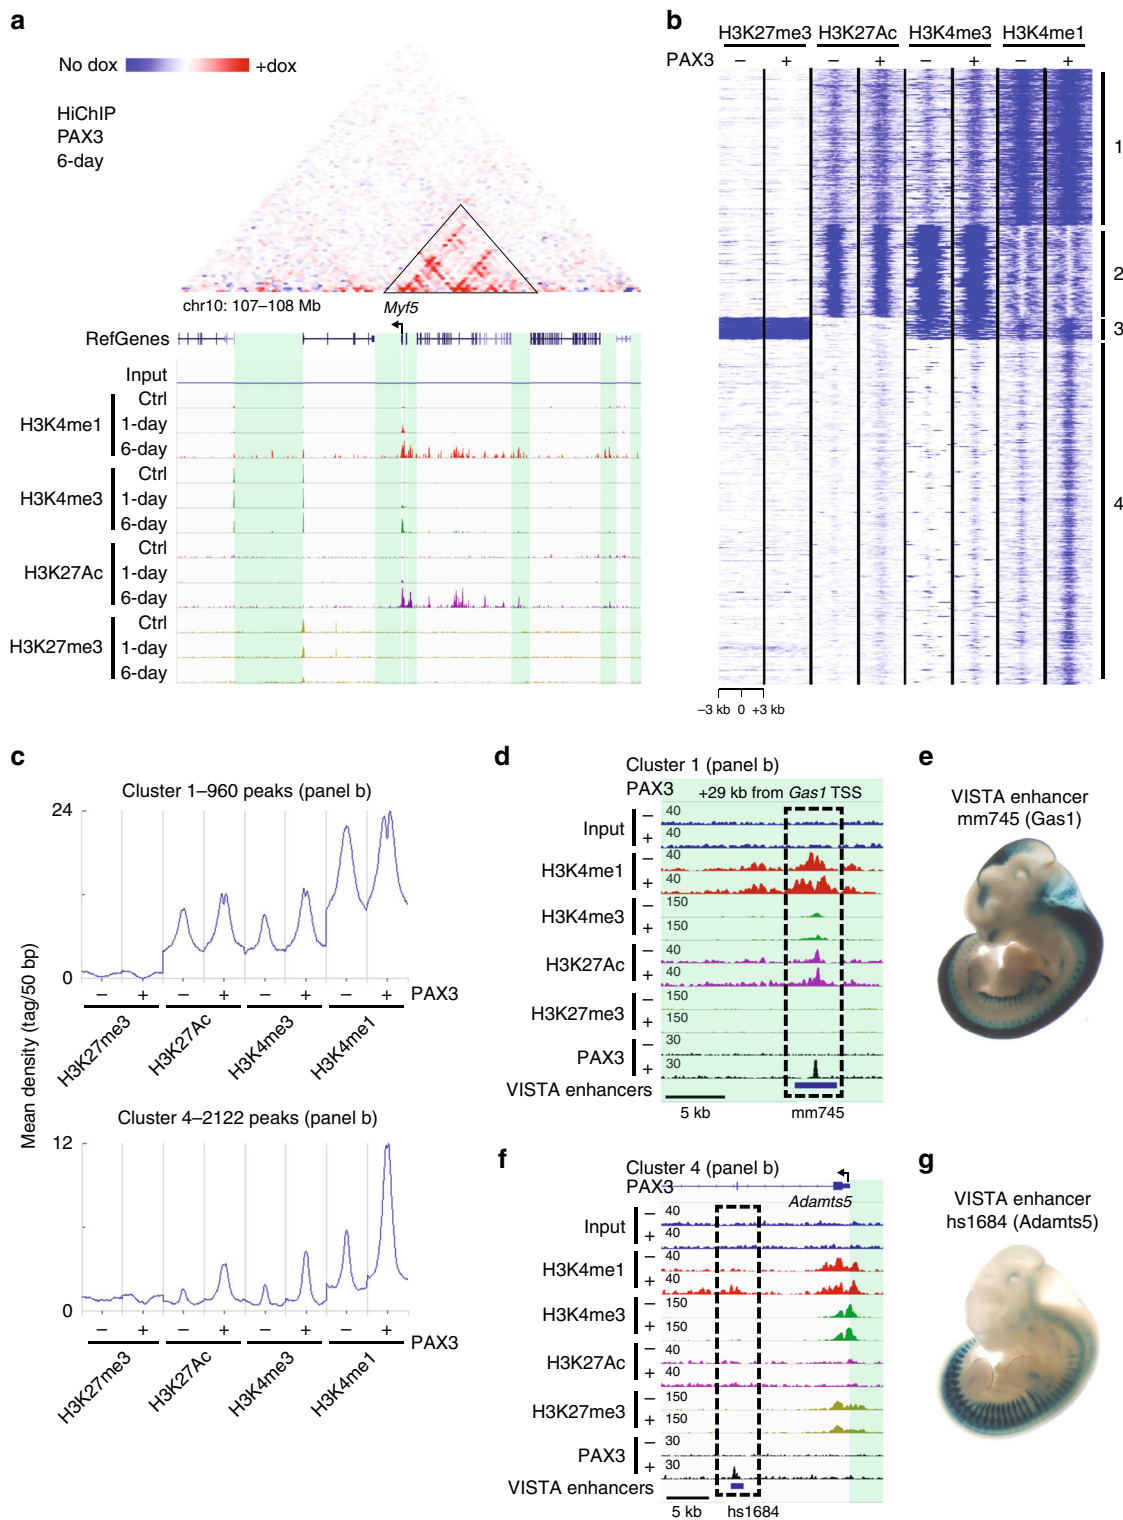 a
No dox
+dox
HiChIP
PAX3
6-day
chr10: 107–108 Mb
Myf5
RefGenes
Input
H3K4me1
Ctrl
1-day
6-day
H3K4me3
Ctrl
1-day
6-day
H3K27Ac
Ctrl
1-day
6-day
H3K27me3
Ctrl
1-day
6-day
b
H3K27me3 H3K27Ac H3K4me3 H3K4me1
PAX3 – + – + – + – +
1
2
3
4
–3 kb 0 +3 kb
c
Mean density (tag/50 bp)
Cluster 1–960 peaks (panel b)
24
0
– + – + – + – + PAX3
H3K27me3 H3K27Ac H3K4me3 H3K4me1
Cluster 4–2122 peaks (panel b)
12
0
– + – + – + – + PAX3
H3K27me3 H3K27Ac H3K4me3 H3K4me1
d
Cluster 1 (panel b)
PAX3 +29 kb from Gas1 TSS
Input – 40
+ 40
H3K4me1 – 40
+ 40
H3K4me3 – 150
+ 150
H3K27Ac – 40
+ 40
H3K27me3 – 150
+ 150
PAX3 – 30
+ 30
VISTA enhancers
5 kb mm745
e
VISTA enhancer
mm745 (Gas1)
f
Cluster 4 (panel b)
PAX3
Adamts5
Input – 40
+ 40
H3K4me1 – 40
+ 40
H3K4me3 – 150
+ 150
H3K27Ac – 40
+ 40
H3K27me3 – 150
+ 150
PAX3 – 30
+ 30
VISTA enhancers
5 kb hs1684
g
VISTA enhancer
hs1684 (Adamts5)